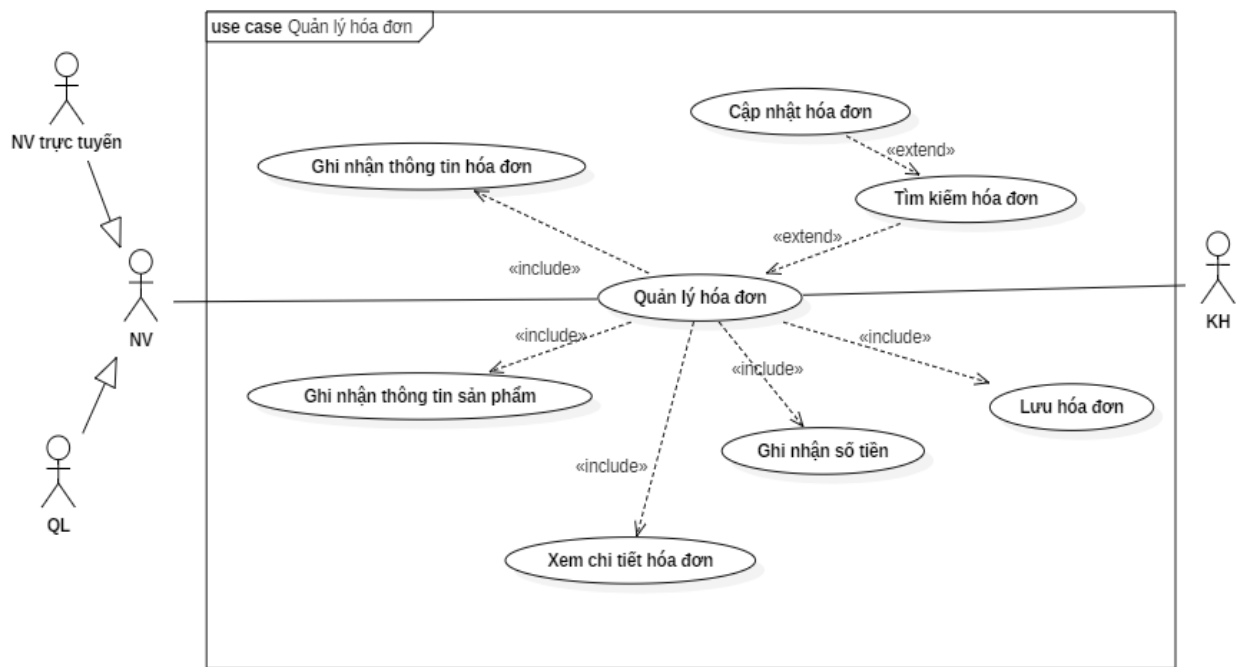 use case Quản lý hóa đơn
NV trực tuyến
Cập nhật hóa đơn
«extend»
Ghi nhận thông tin hóa đơn
Tìm kiếm hóa đơn
«extend»
«include»
Quản lý hóa đơn
NV
KH
«include»
«include»
«include»
Ghi nhận thông tin sản phẩm
Lưu hóa đơn
Ghi nhận số tiền
«include»
QL
Xem chi tiết hóa đơn